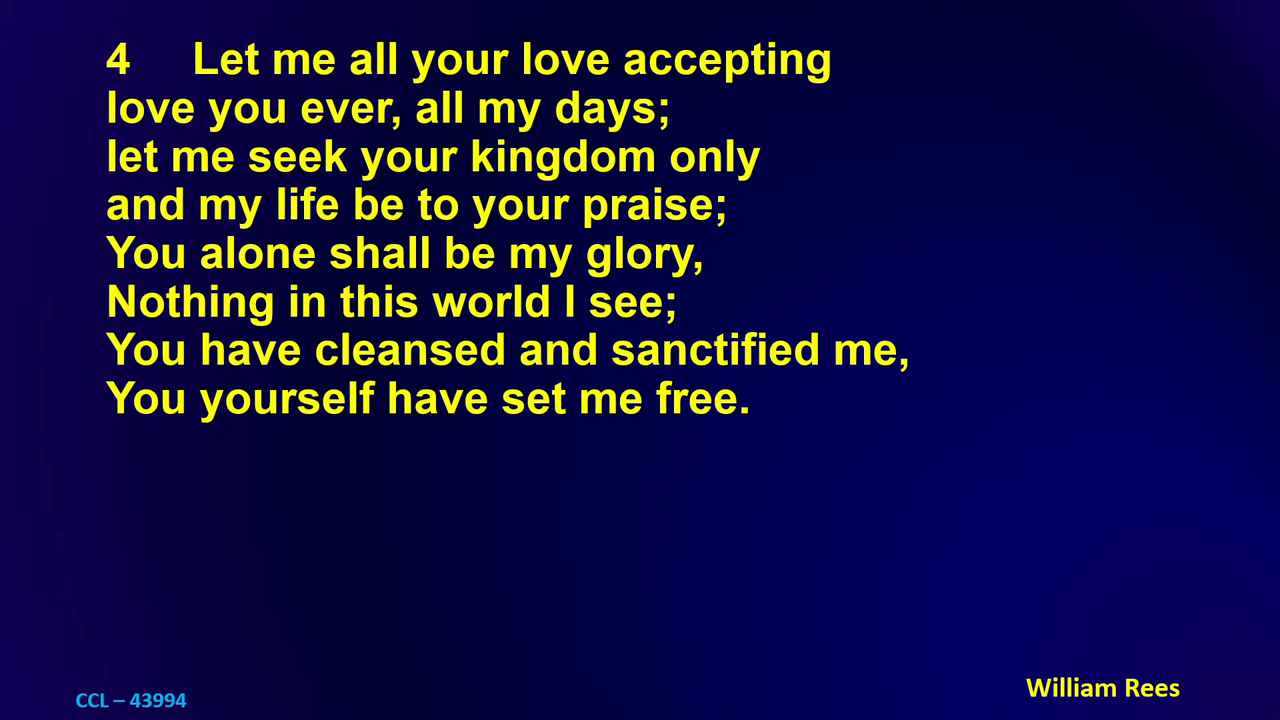 4 Let me all your love accepting
love you ever, all my days;
let me seek your kingdom only
and my life be to your praise;
You alone shall be my glory,
Nothing in this world I see;
You have cleansed and sanctified me,
You yourself have set me free.
CCL – 43994
William Rees